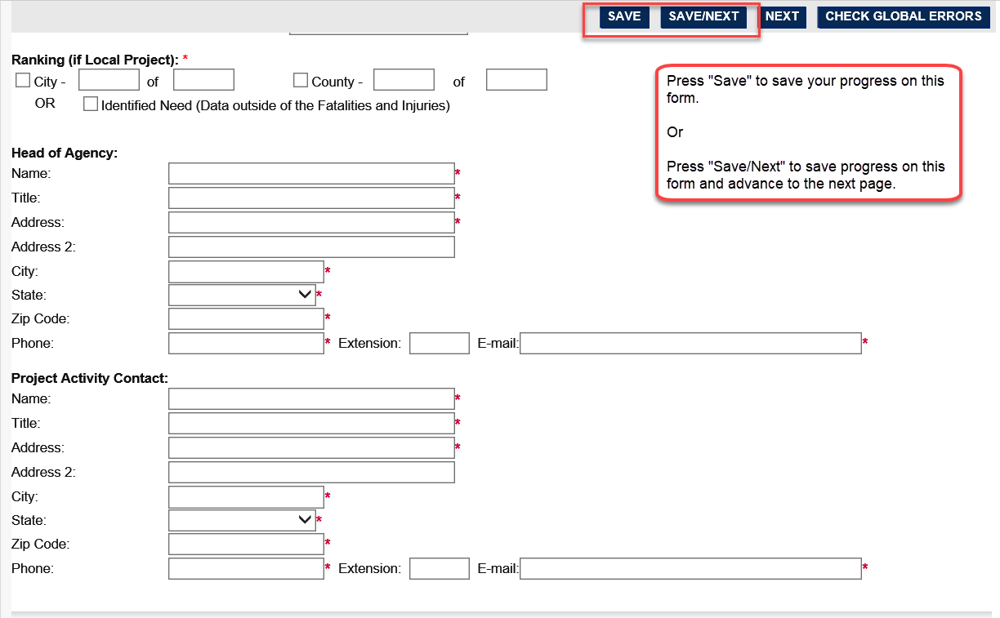 SAVE SAVE/NEXT NEXT CHECK GLOBAL ERRORS
Ranking (if Local Project): *
City - of County - of
OR Identified Need (Data outside of the Fatalities and Injuries)
Press "Save" to save your progress on this
form.
Or
Press "Save/Next" to save progress on this
form and advance to the next page.
Head of Agency:
Name: *
Title: *
Address: *
Address 2:
City: *
State: *
Zip Code: *
Phone: * Extension: E-mail: *
Project Activity Contact:
Name: *
Title: *
Address: *
Address 2:
City: *
State: *
Zip Code: *
Phone: * Extension: E-mail: *